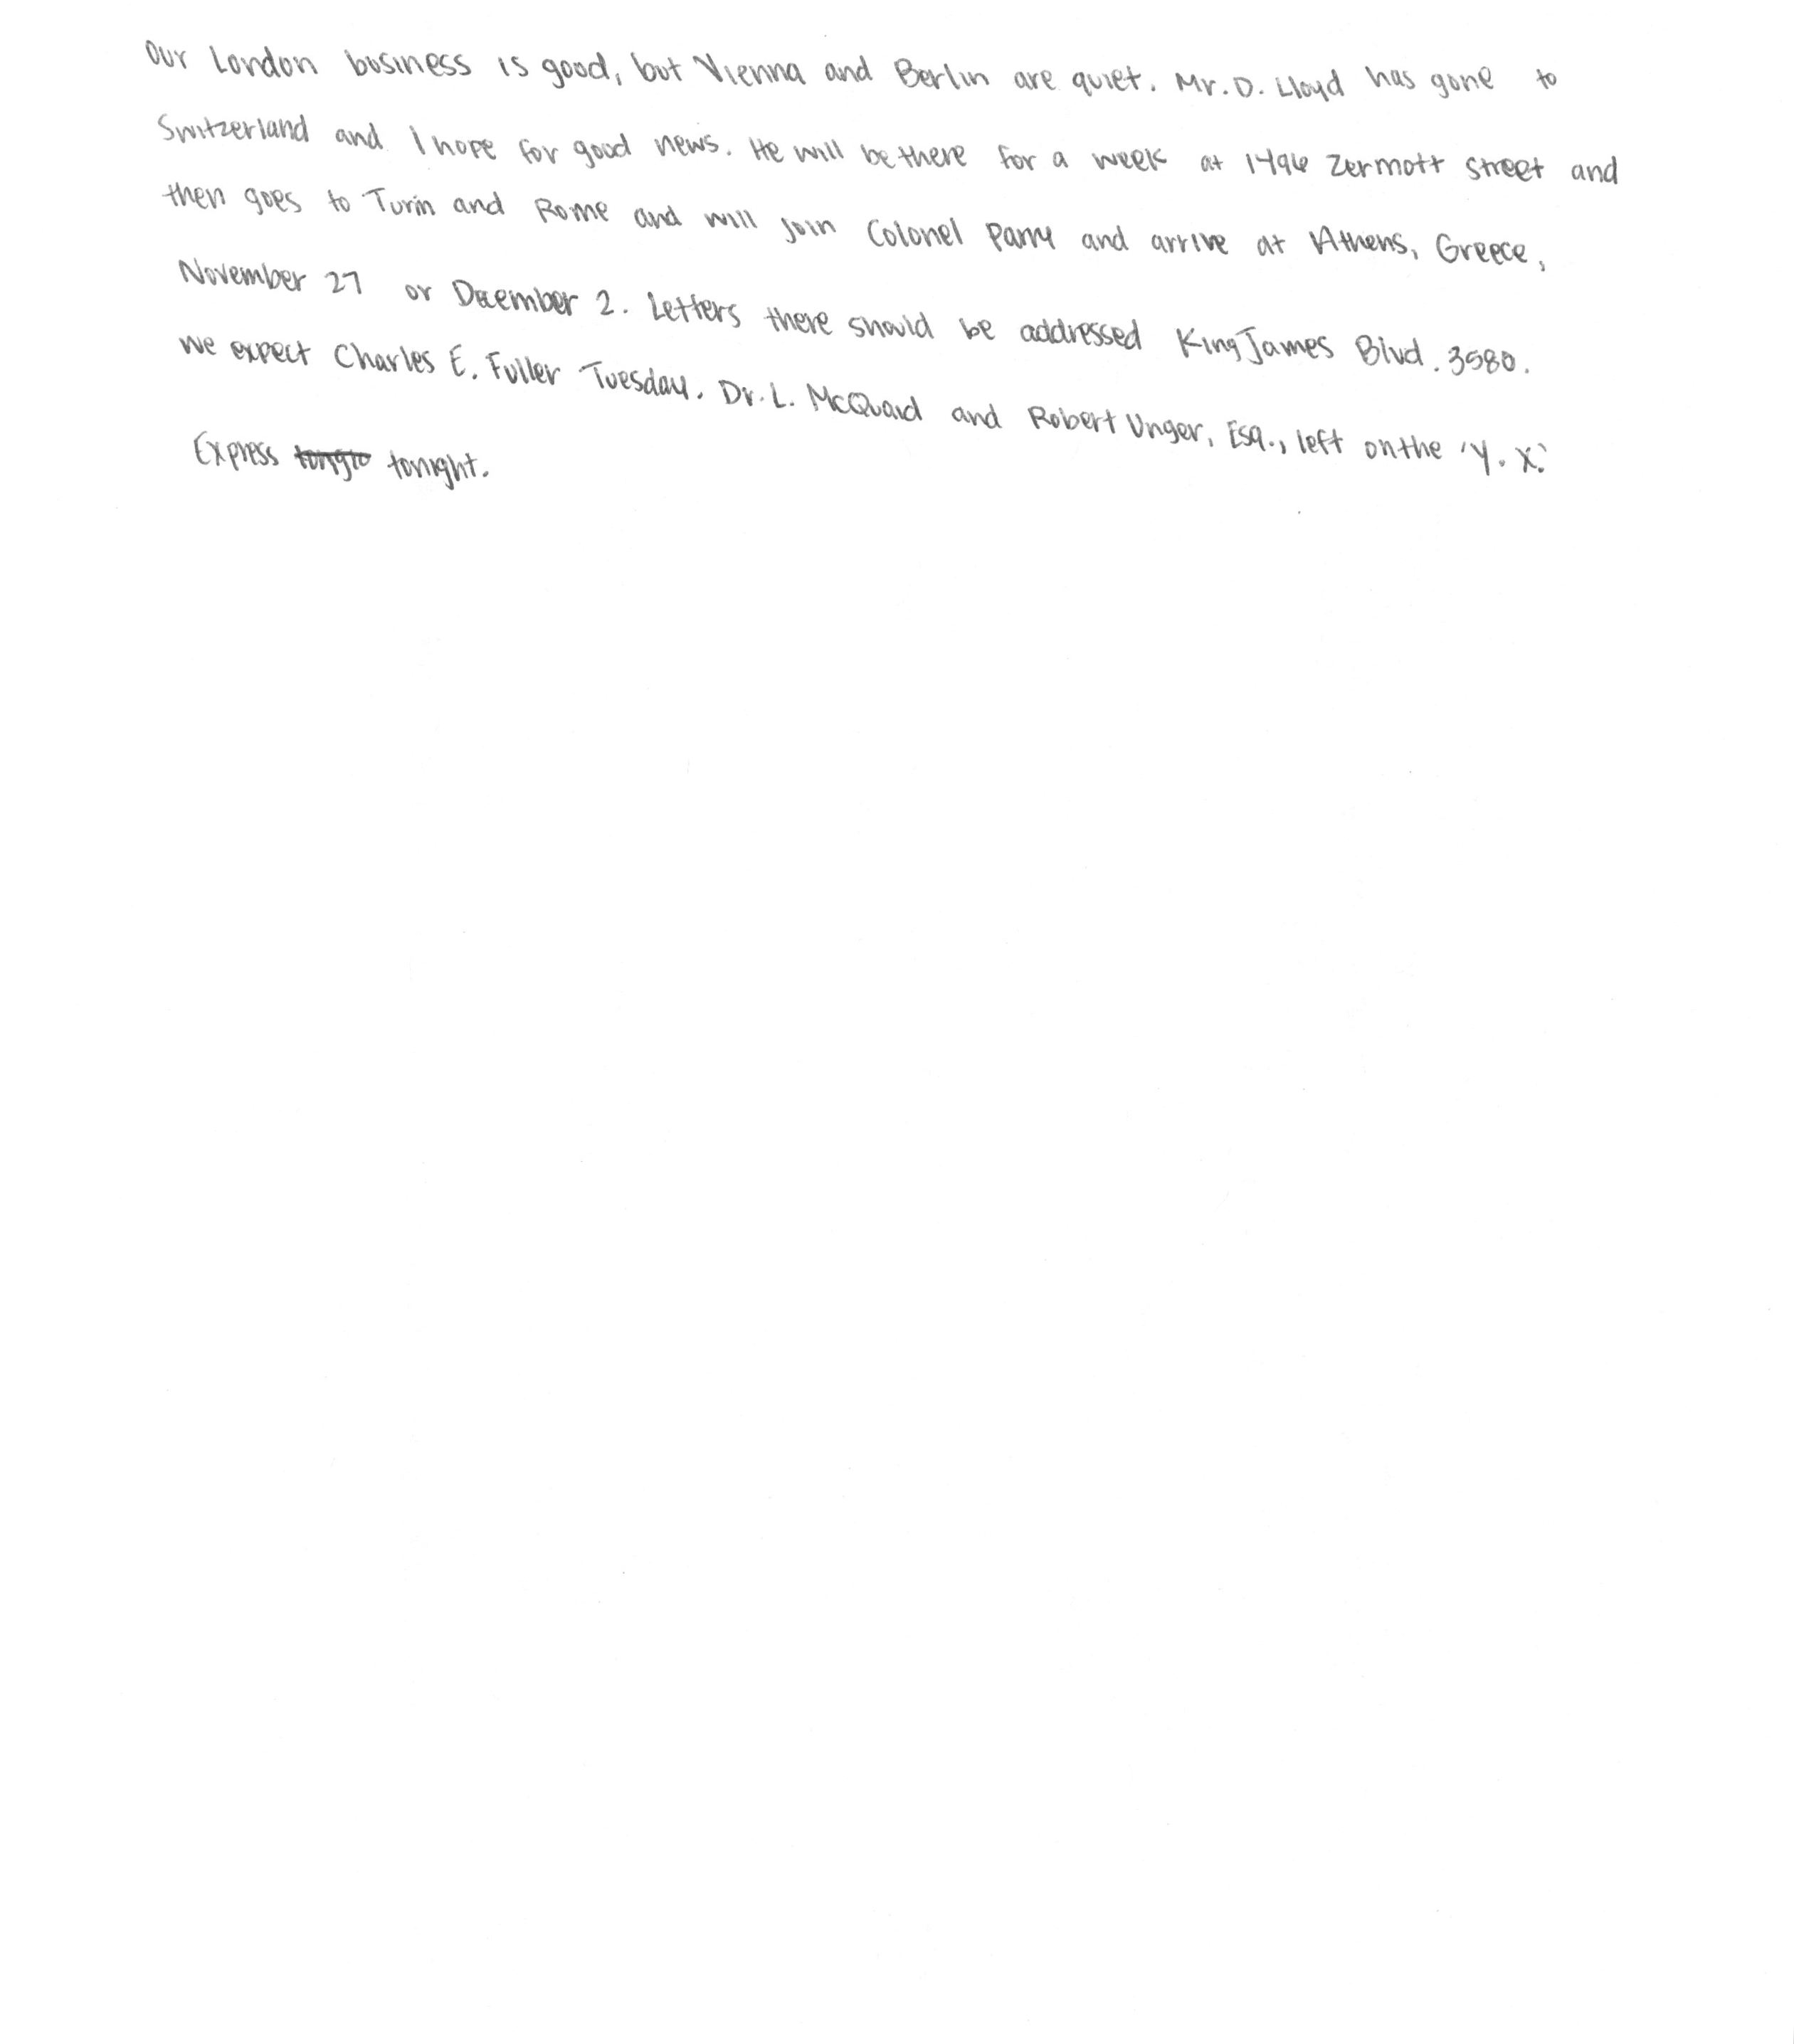 Our London business is good, but Vienna and Berlin are quiet. Mr. D. Lloyd has gone to
Switzerland and I hope for good news. He will be there for a week at 1496 Zermott street and
then goes to Turin and Rome and will join Colonel Parry and arrive at Athens, Greece,
November 27 or December 2. Letters there should be addressed King James Blvd. 3580.
We expect Charles E. Fuller Tuesday. Dr. L. McQuaid and Robert Unger, Esq., left on the 'Y. X.'
Express tonight.